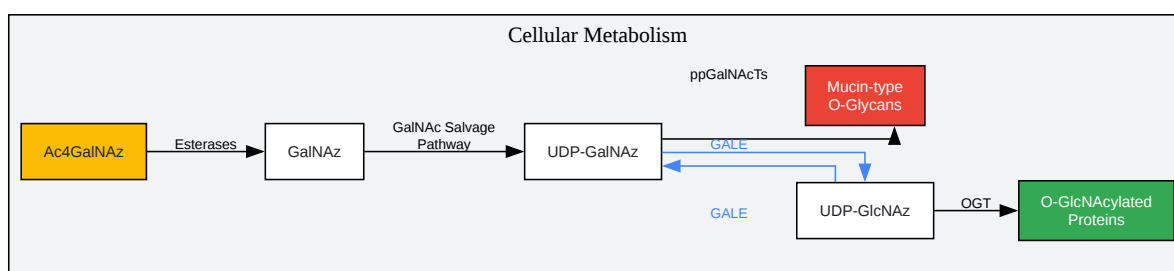 Cellular Metabolism
ppGalNAcTs
Mucin-type
O-Glycans
Ac4GalNAz
Esterases
GalNAz
GalNAc Salvage
Pathway
UDP-GalNAz
GALE
GALE
UDP-GlcNAz
OGT
O-GlcNAcylated
Proteins